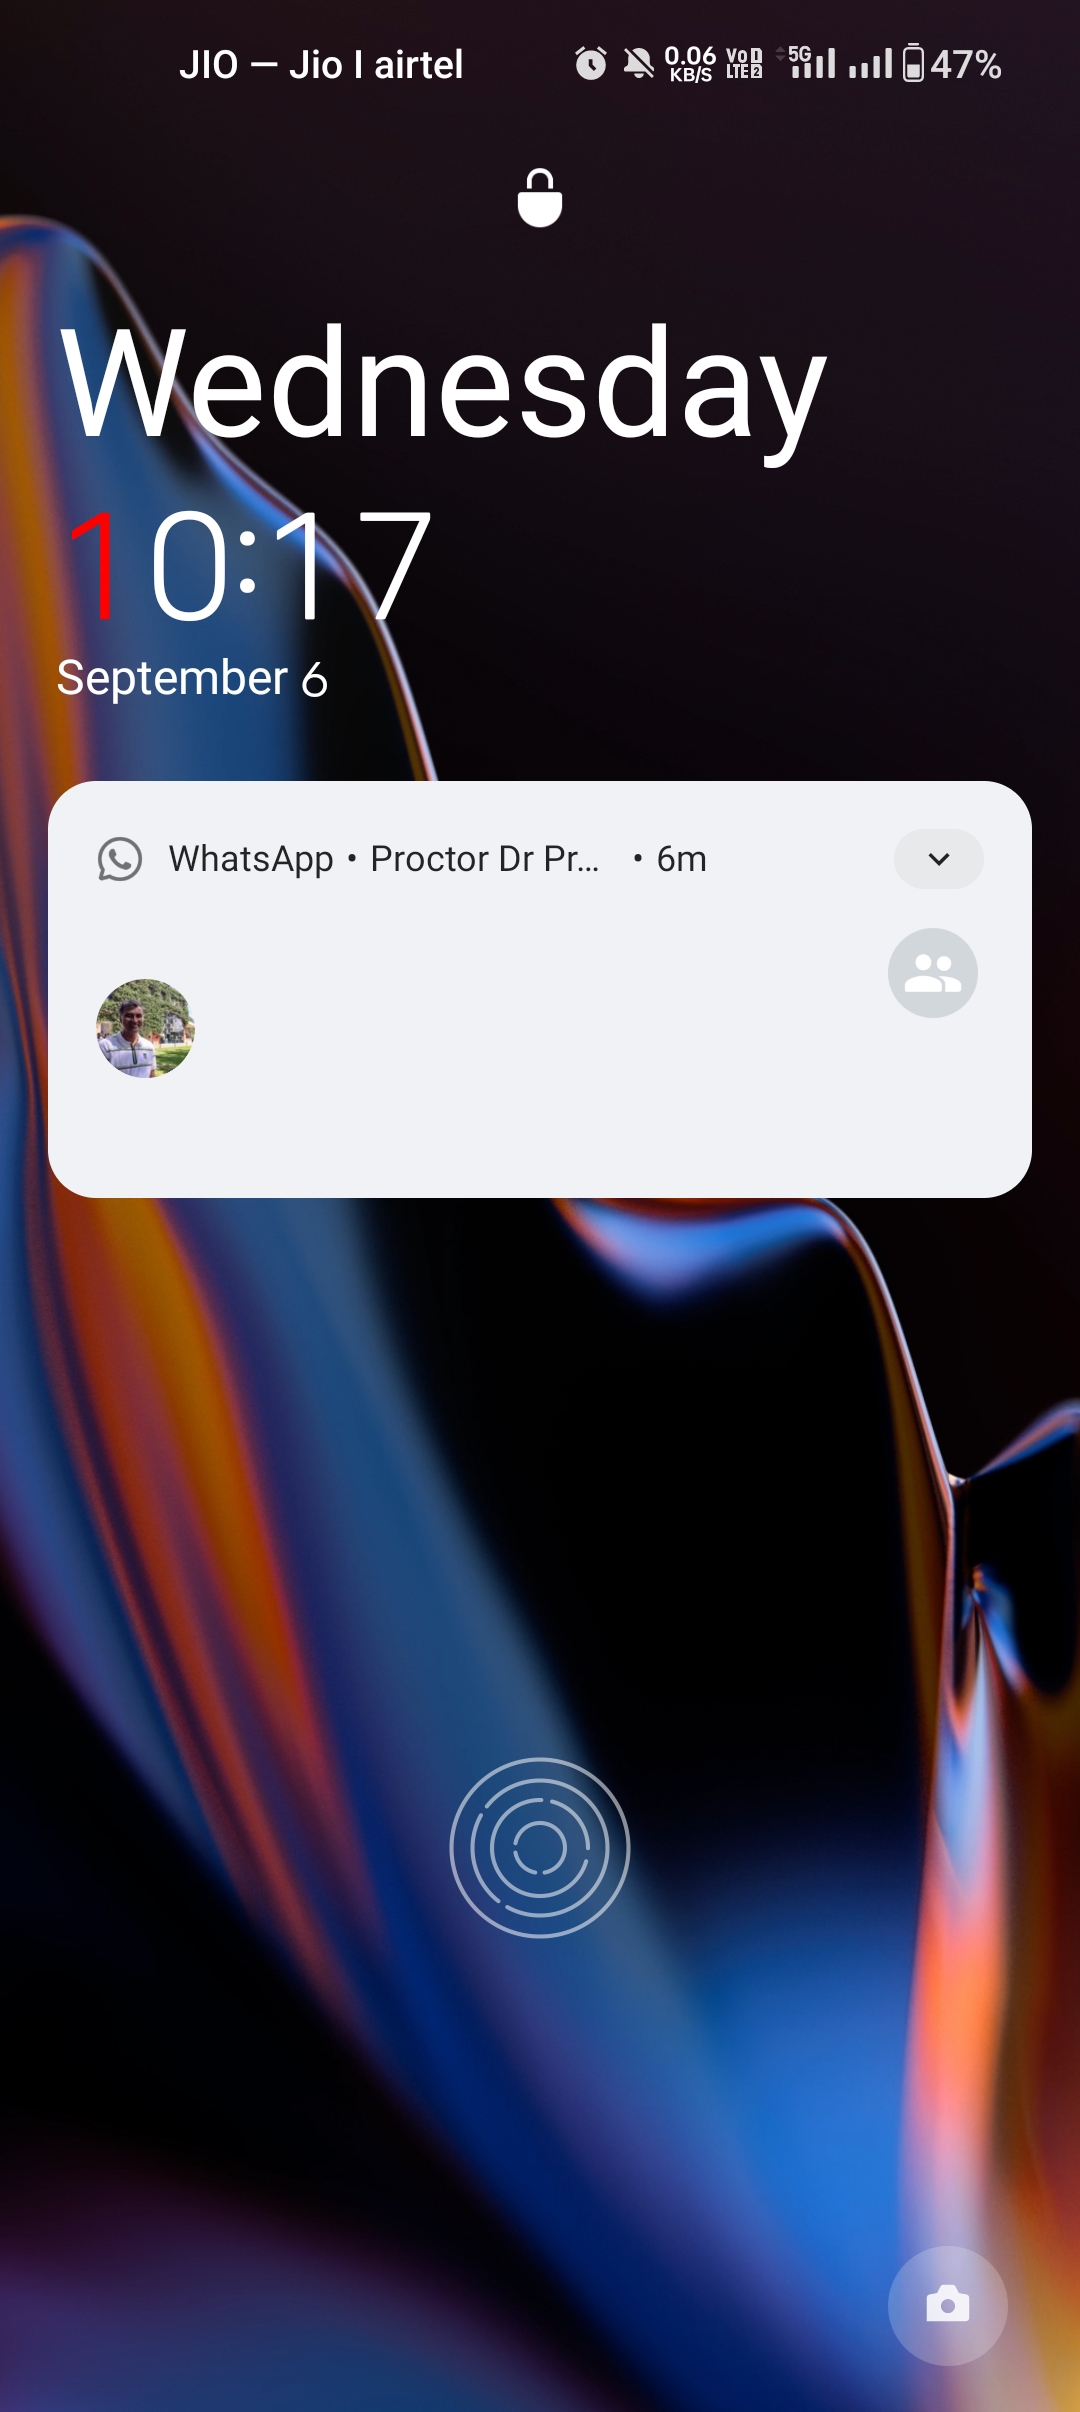 JIO — Jio I airtel 0.06 KB/S VoD LTE2 5G 47%
Wednesday
10:17
September 6
WhatsApp • Proctor Dr Pr... • 6m